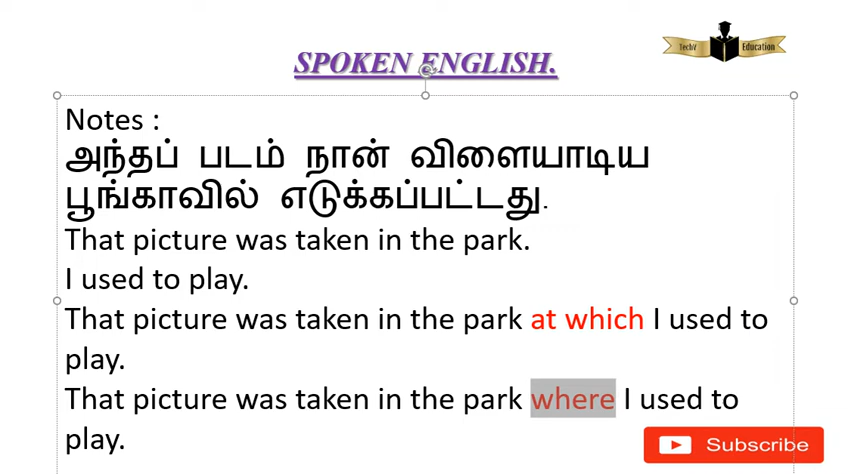 SPOKEN ENGLISH.
TechY Education
Notes :
அந்தப் படம் நான் விளையாடிய
பூங்காவில் எடுக்கப்பட்டது.
That picture was taken in the park.
I used to play.
That picture was taken in the park at which I used to
play.
That picture was taken in the park where I used to
play.
Subscribe